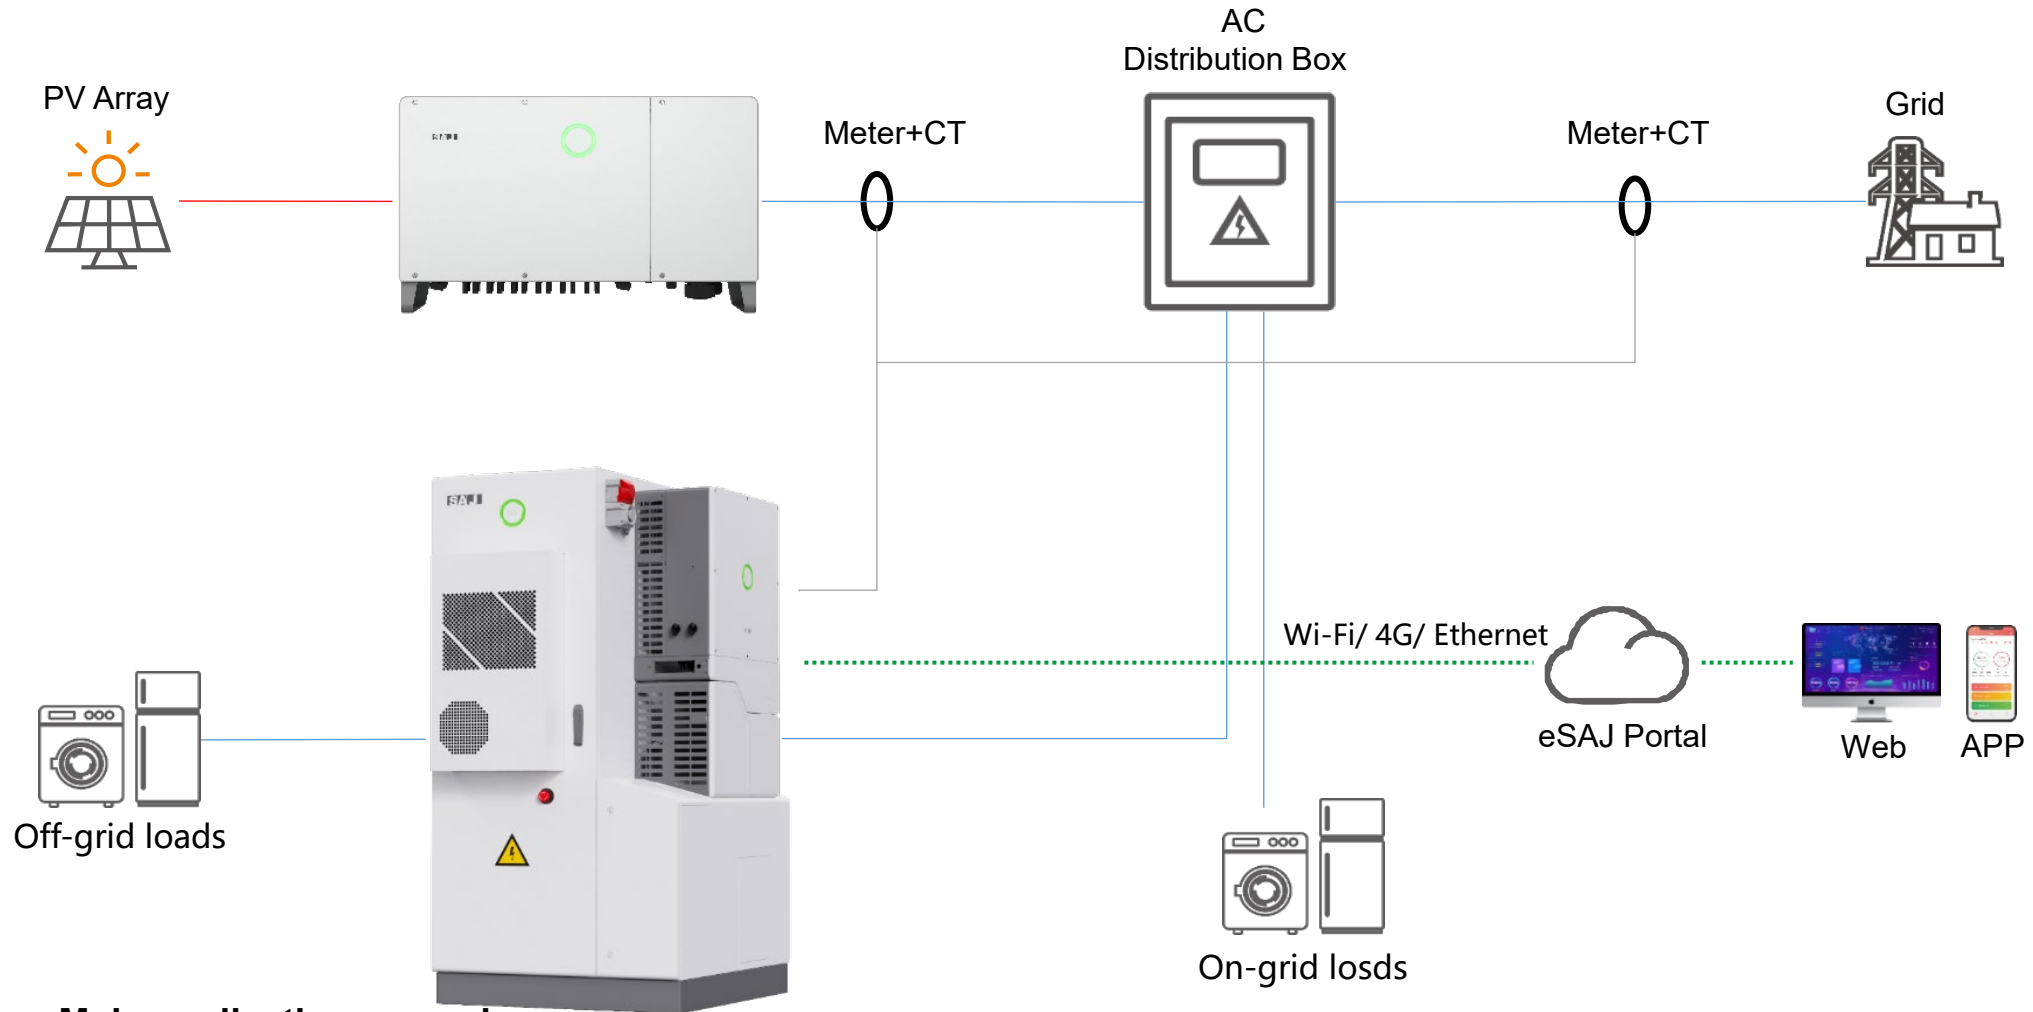 AC
Distribution Box
PV Array
Grid
Meter+CT
Meter+CT
SAJ
SAJ
Wi-Fi/ 4G/ Ethernet
eSAJ Portal
Web
APP
Off-grid loads
On-grid losds